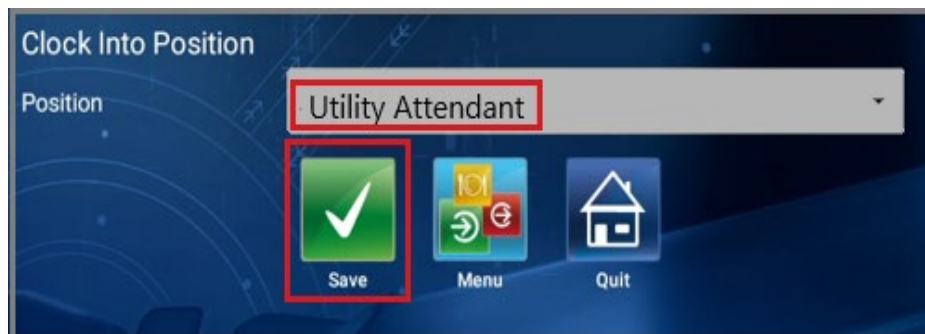 Clock Into Position
Position
Utility Attendant
Save
Menu
Quit